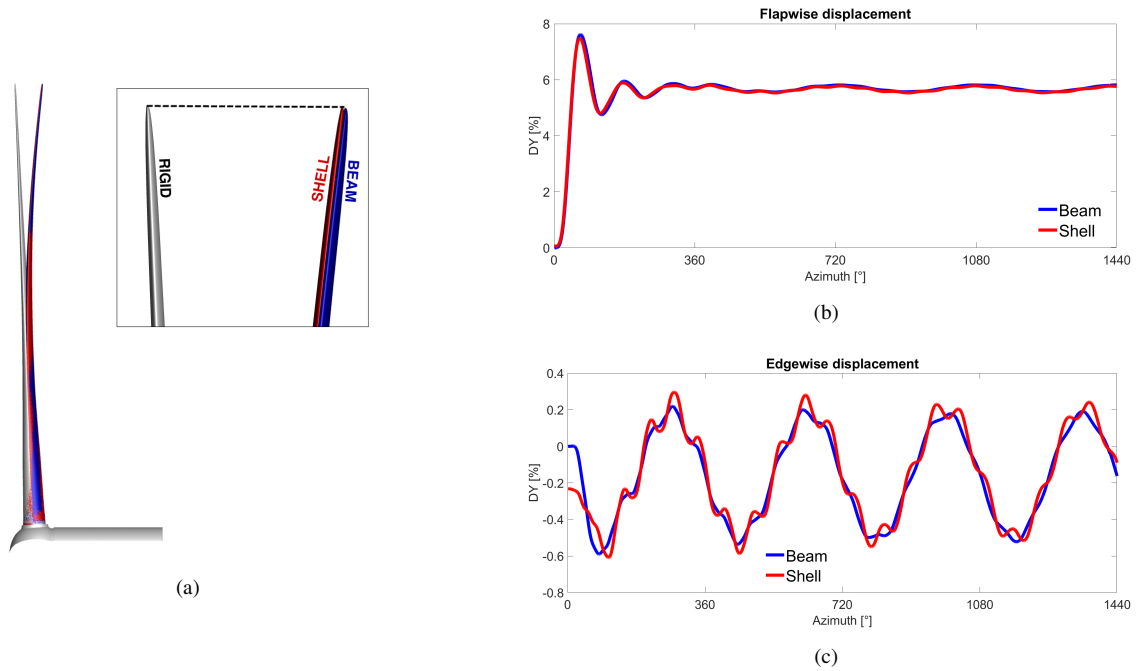 RIGID
SHELL
BEAM
(a)
Flapwise displacement
8
6
4
2
0
DY [%]
0 360 720 1080 1440
Azimuth [°]
Beam
Shell
(b)
Edgewise displacement
0.4
0.2
0
-0.2
-0.4
-0.6
-0.8
DY [%]
0 360 720 1080 1440
Azimuth [°]
Beam
Shell
(c)